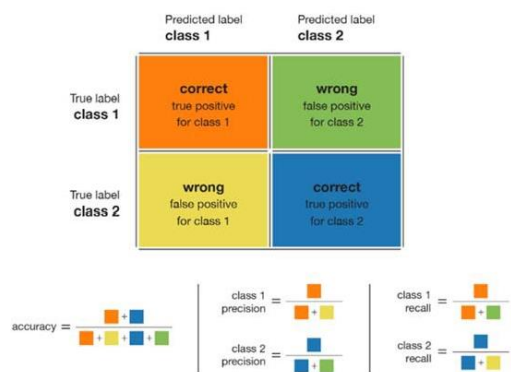 Predicted label Predicted label
class 1 class 2
True label
class 1
correct
true positive
for class 1
wrong
false positive
for class 2
True label
class 2
wrong
false positive
for class 1
correct
true positive
for class 2
accuracy = + / + + +
class 1
precision = / +
class 2
precision = / +
class 1
recall = / +
class 2
recall = / +